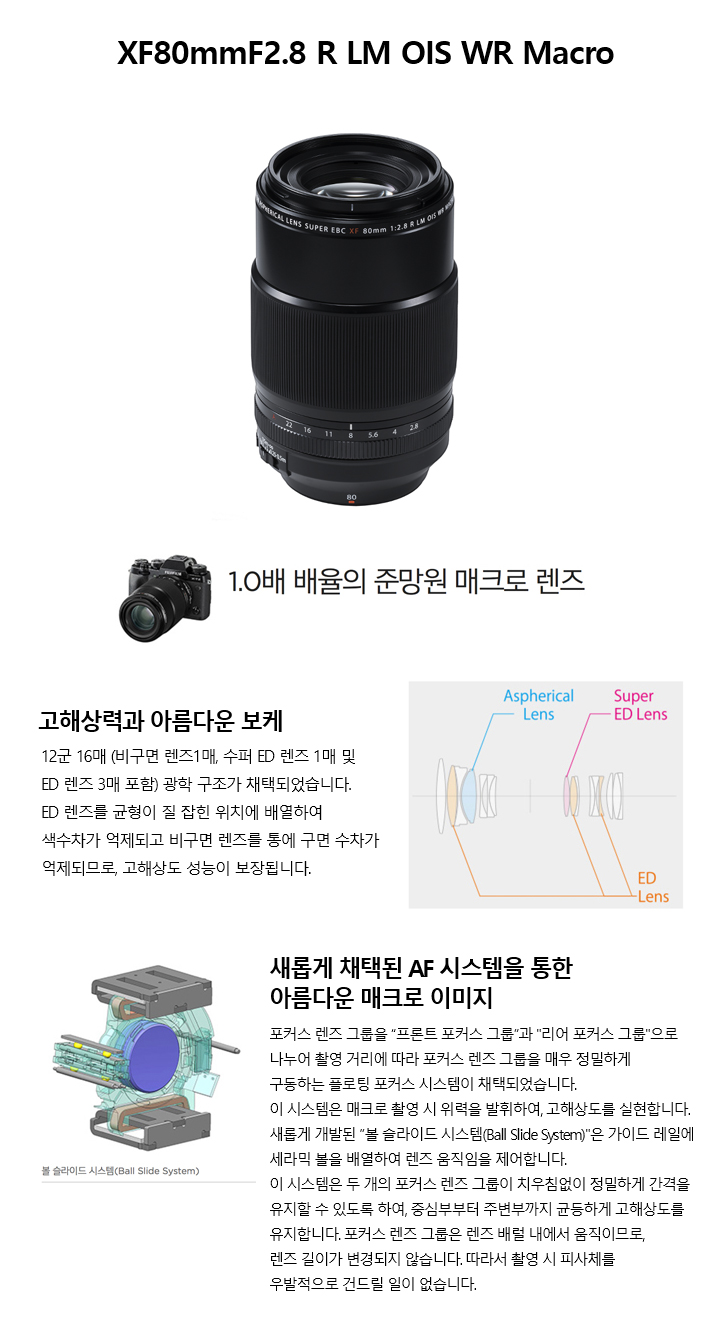 XF80mmF2.8 R LM OIS WR Macro
ASPHERICAL LENS SUPER EBC XF 80mm 1:2.8 R LM OIS WR
22 16 11 8 5.6 4 2.8
80
FUJIFILM
1.0배 배율의 준망원 매크로 렌즈
고해상력과 아름다운 보케
12군 16매 (비구면 렌즈1매, 수퍼 ED 렌즈 1매 및
ED 렌즈 3매 포함) 광학 구조가 채택되었습니다.
ED 렌즈를 균형이 질 잡힌 위치에 배열하여
색수차가 억제되고 비구면 렌즈를 통에 구면 수차가
억제되므로, 고해상도 성능이 보장됩니다.
Aspherical
Lens
Super
ED Lens
ED
Lens
새롭게 채택된 AF 시스템을 통한
아름다운 매크로 이미지
포커스 렌즈 그룹을 “프론트 포커스 그룹”과 "리어 포커스 그룹"으로
나누어 촬영 거리에 따라 포커스 렌즈 그룹을 매우 정밀하게
구동하는 플로팅 포커스 시스템이 채택되었습니다.
이 시스템은 매크로 촬영 시 위력을 발휘하여, 고해상도를 실현합니다.
새롭게 개발된 ”볼 슬라이드 시스템(Ball Slide System)"은 가이드 레일에
세라믹 볼을 배열하여 렌즈 움직임을 제어합니다.
이 시스템은 두 개의 포커스 렌즈 그룹이 치우침없이 정밀하게 간격을
유지할 수 있도록 하여, 중심부부터 주변부까지 균등하게 고해상도를
유지합니다. 포커스 렌즈 그룹은 렌즈 배럴 내에서 움직이므로,
렌즈 길이가 변경되지 않습니다. 따라서 촬영 시 피사체를
우발적으로 건드릴 일이 없습니다.
볼 슬라이드 시스템(Ball Slide System)